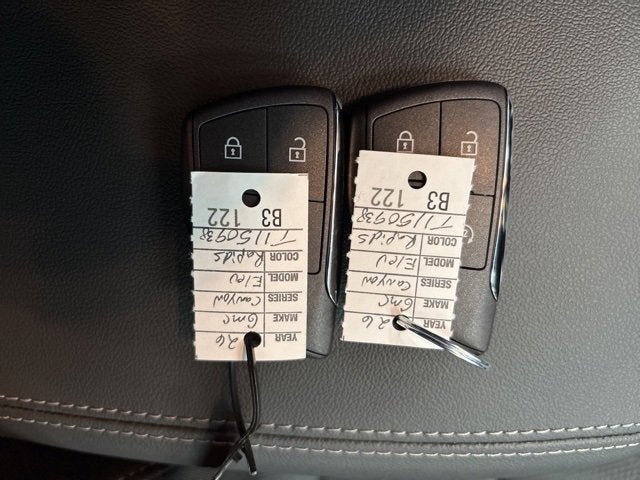 YEAR 26
MAKE GMC
SERIES Canyon
MODEL Elev
COLOR Rapids
T1150938
122
B3
YEAR 26
MAKE GMC
SERIES Canyon
MODEL Elev
COLOR Rapids
T1150938
122
B3